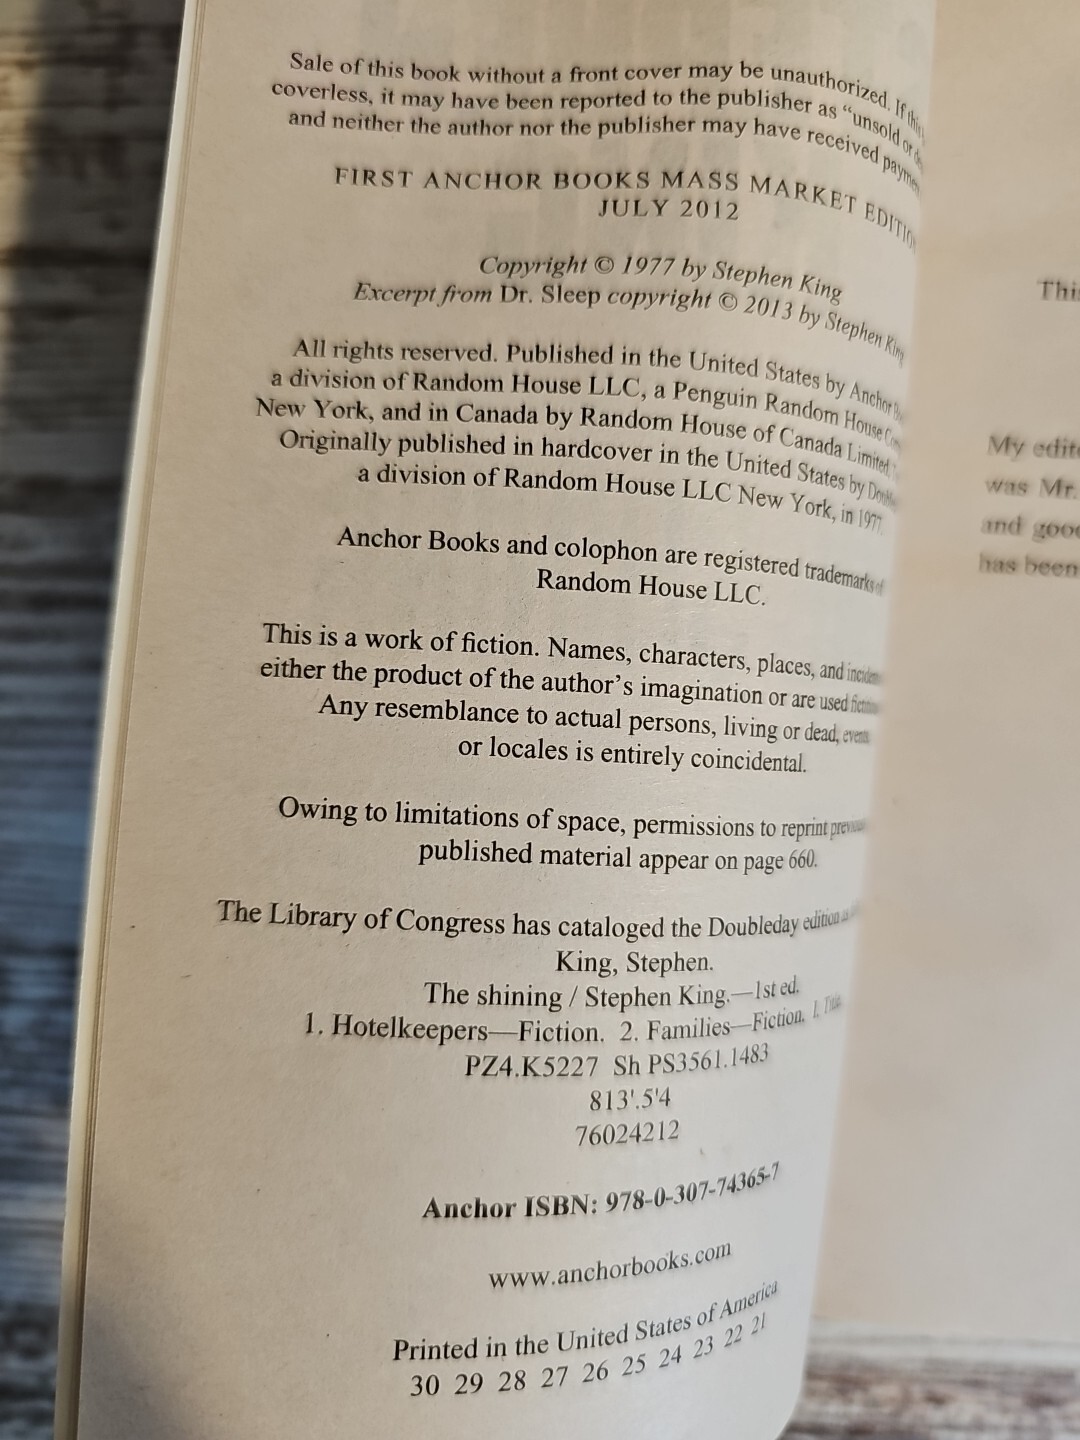 Sale of this book without a front cover may be unauthorized. If this
coverless, it may have been reported to the publisher as "unsold or
and neither the author nor the publisher may have received
FIRST ANCHOR BOOKS MASS MARKET EDITION
JULY 2012
Copyright © 1977 by Stephen King
Excerpt from Dr. Sleep copyright © 2013 by Stephen King
All rights reserved. Published in the United States by Anchor
a division of Random House LLC, a Penguin Random House
New York, and in Canada by Random House of Canada Limited,
Originally published in hardcover in the United States by
a division of Random House LLC New York, in 1977.
Anchor Books and colophon are registered trademarks of
Random House LLC.
This is a work of fiction. Names, characters, places, and
either the product of the author's imagination or are used
Any resemblance to actual persons, living or dead, events
or locales is entirely coincidental.
Owing to limitations of space, permissions to reprint
published material appear on page 660.
The Library of Congress has cataloged the Doubleday edition
King, Stephen.
The shining / Stephen King.—1st ed.
1. Hotelkeepers—Fiction. 2. Families—Fiction. I. Title.
PZ4.K5227 Sh PS3561.1483
813'.5'4
76024212
Anchor ISBN: 978-0-307-74365-7
www.anchorbooks.com
Printed in the United States of America
30 29 28 27 26 25 24 23 22 21
My
was Mr.
and
has been